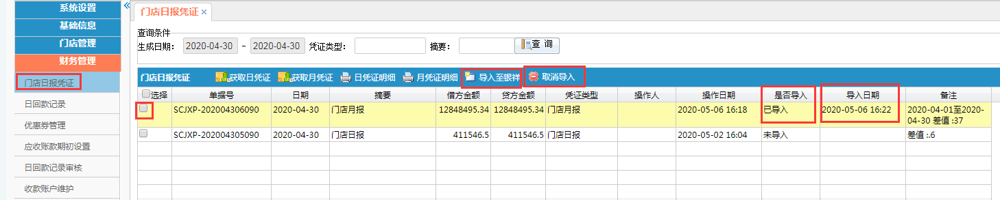 系统设置
基础信息
门店管理
财务管理
门店日报凭证
日回款记录
优惠券管理
应收账款期初设置
日回款记录审核
收款账户维护
门店日报凭证 ×
查询条件
生成日期： 2020-04-30 - 2020-04-30 凭证类型： 摘要： 查 询
门店日报凭证 获取日凭证 获取月凭证 日凭证明细 月凭证明细 导入至银祥 取消导入
选择 单据号 日期 摘要 借方金额 贷方金额 凭证类型 操作人 操作日期 是否导入 导入日期 备注
SCJXP-202004306090 2020-04-30 门店月报 12848495.34 12848495.34 门店月报 2020-05-06 16:18 已导入 2020-05-06 16:22 2020-04-01至2020-
04-30 差值 :37
SCJXP-202004305090 2020-04-30 门店日报 411546.5 411546.5 门店日报 2020-05-02 16:04 未导入 差值 :.6